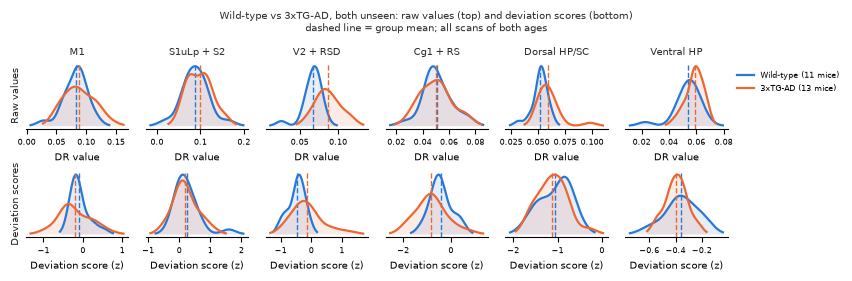 Wild-type vs 3xTG-AD, both unseen: raw values (top) and deviation scores (bottom)
dashed line = group mean; all scans of both ages
M1 S1uLp + S2 V2 + RSD Cg1 + RS Dorsal HP/SC Ventral HP
Raw values
Wild-type (11 mice)
3xTG-AD (13 mice)
0.00 0.05 0.10 0.15 0.0 0.1 0.2 0.05 0.10 0.02 0.04 0.06 0.08 0.025 0.050 0.075 0.100 0.02 0.04 0.06 0.08
DR value DR value DR value DR value DR value DR value
Deviation scores
−1 0 1 −1 0 1 2 −1 0 1 −2 0 −2 −1 0 −0.6 −0.4 −0.2
Deviation score (z) Deviation score (z) Deviation score (z) Deviation score (z) Deviation score (z) Deviation score (z)